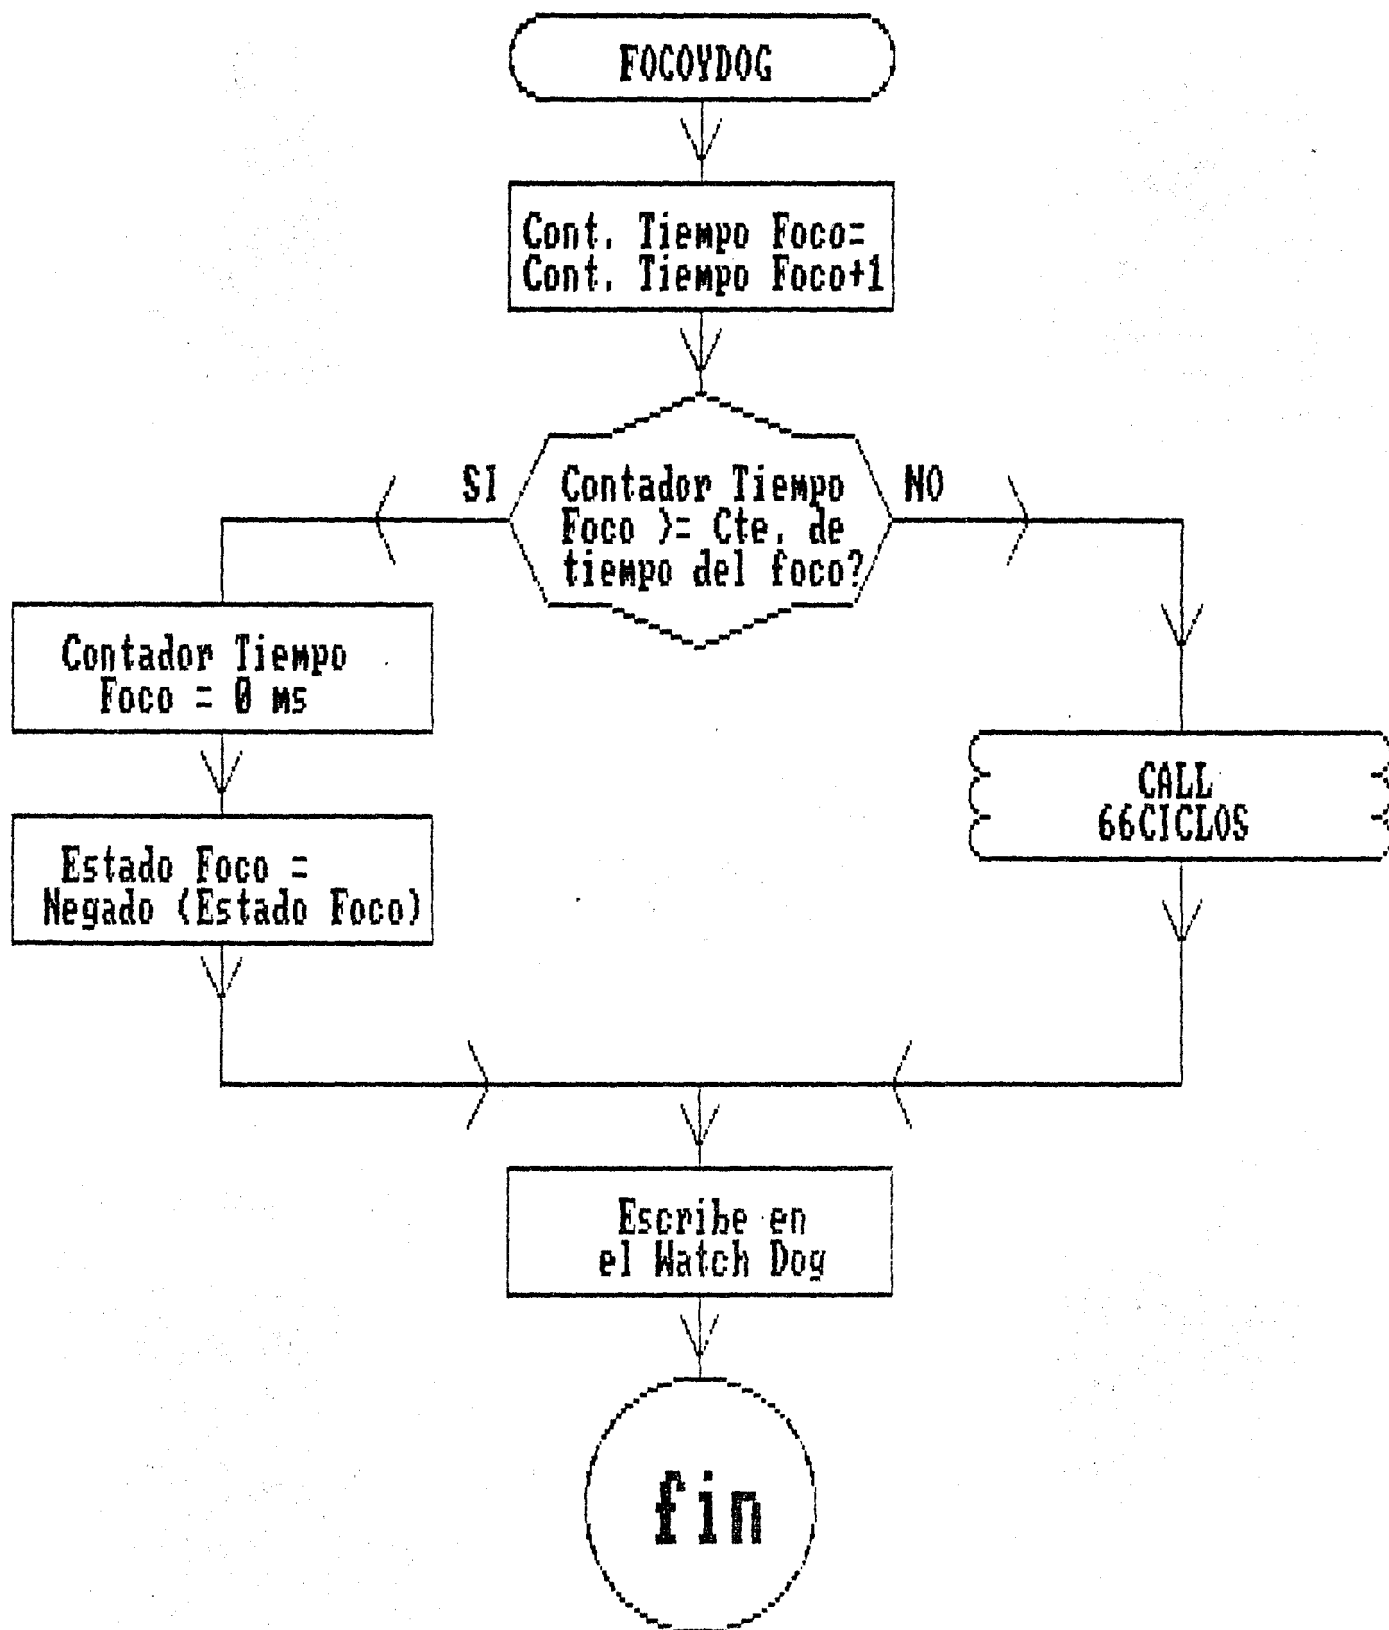 FOCOYDOG
Cont. Tiempo Foco=
Cont. Tiempo Foco+1
SI
Contador Tiempo
Foco >= Cte. de
tiempo del foco?
NO
Contador Tiempo
Foco = 0 ms
CALL
66CICLOS
Estado Foco =
Negado (Estado Foco)
Escribe en
el Watch Dog
fin